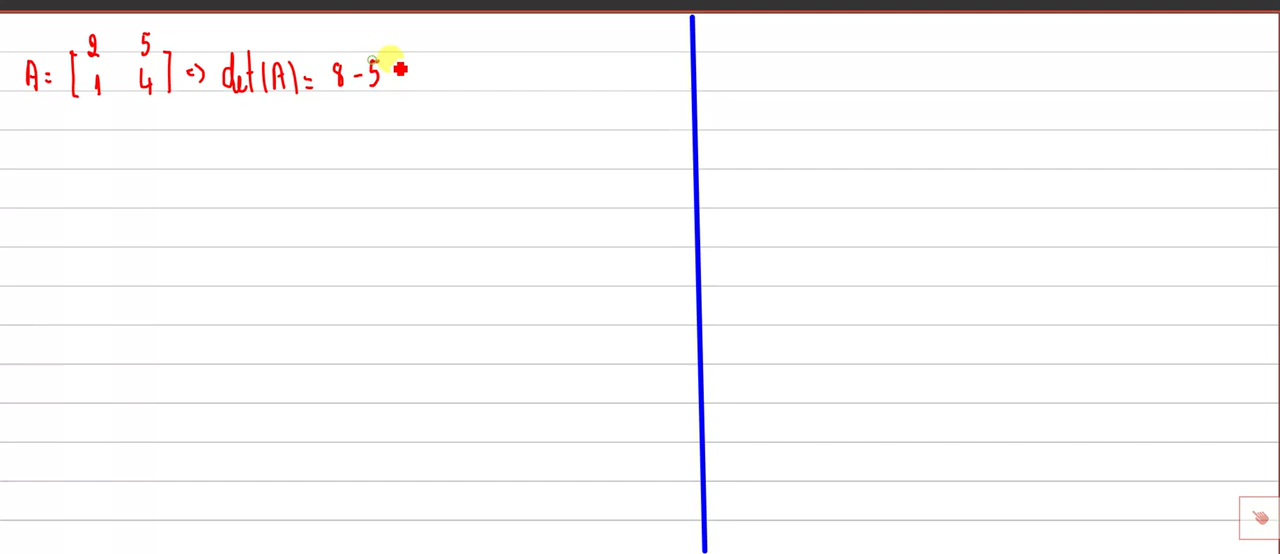 A = [ 2 5
1 4 ] => det(A) = 8 - 5